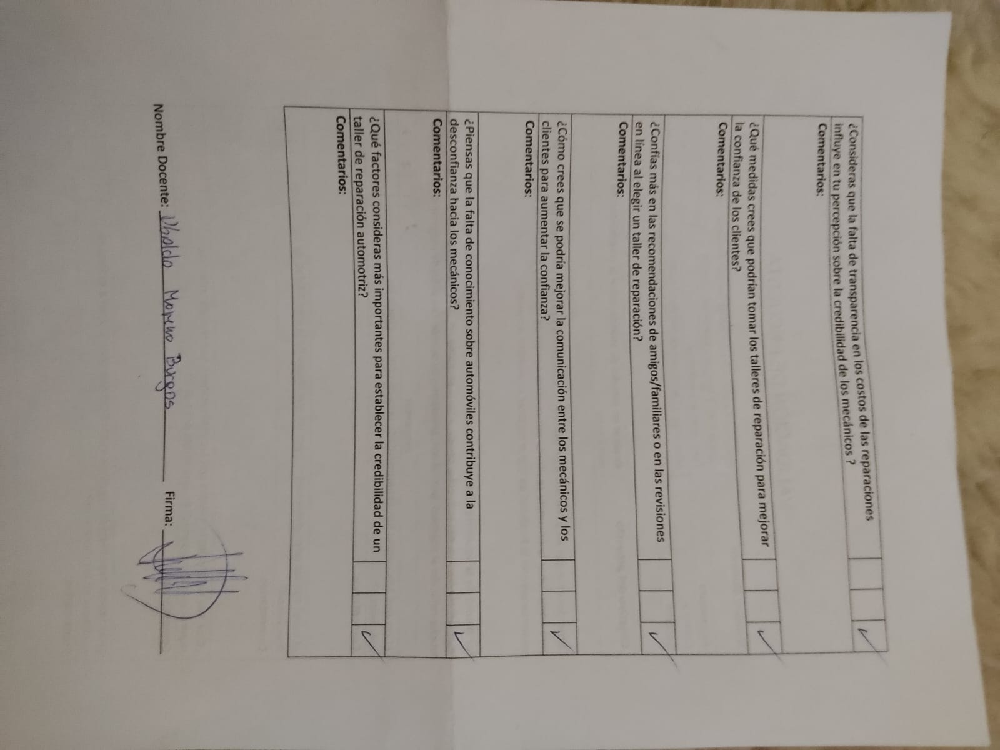 ¿Consideras que la falta de transparencia en los costos de las reparaciones
influye en tu percepción sobre la credibilidad de los mecánicos ?
Comentarios:
¿Qué medidas crees que podrían tomar los talleres de reparación para mejorar
la confianza de los clientes?
Comentarios:
¿Confías más en las recomendaciones de amigos/familiares o en las revisiones
en línea al elegir un taller de reparación?
Comentarios:
¿Cómo crees que se podría mejorar la comunicación entre los mecánicos y los
clientes para aumentar la confianza?
Comentarios:
¿Piensas que la falta de conocimiento sobre automóviles contribuye a la
desconfianza hacia los mecánicos?
Comentarios:
¿Qué factores consideras más importantes para establecer la credibilidad de un
taller de reparación automotriz?
Comentarios:
Nombre Docente: Ubaldo Moreno Burgos Firma: